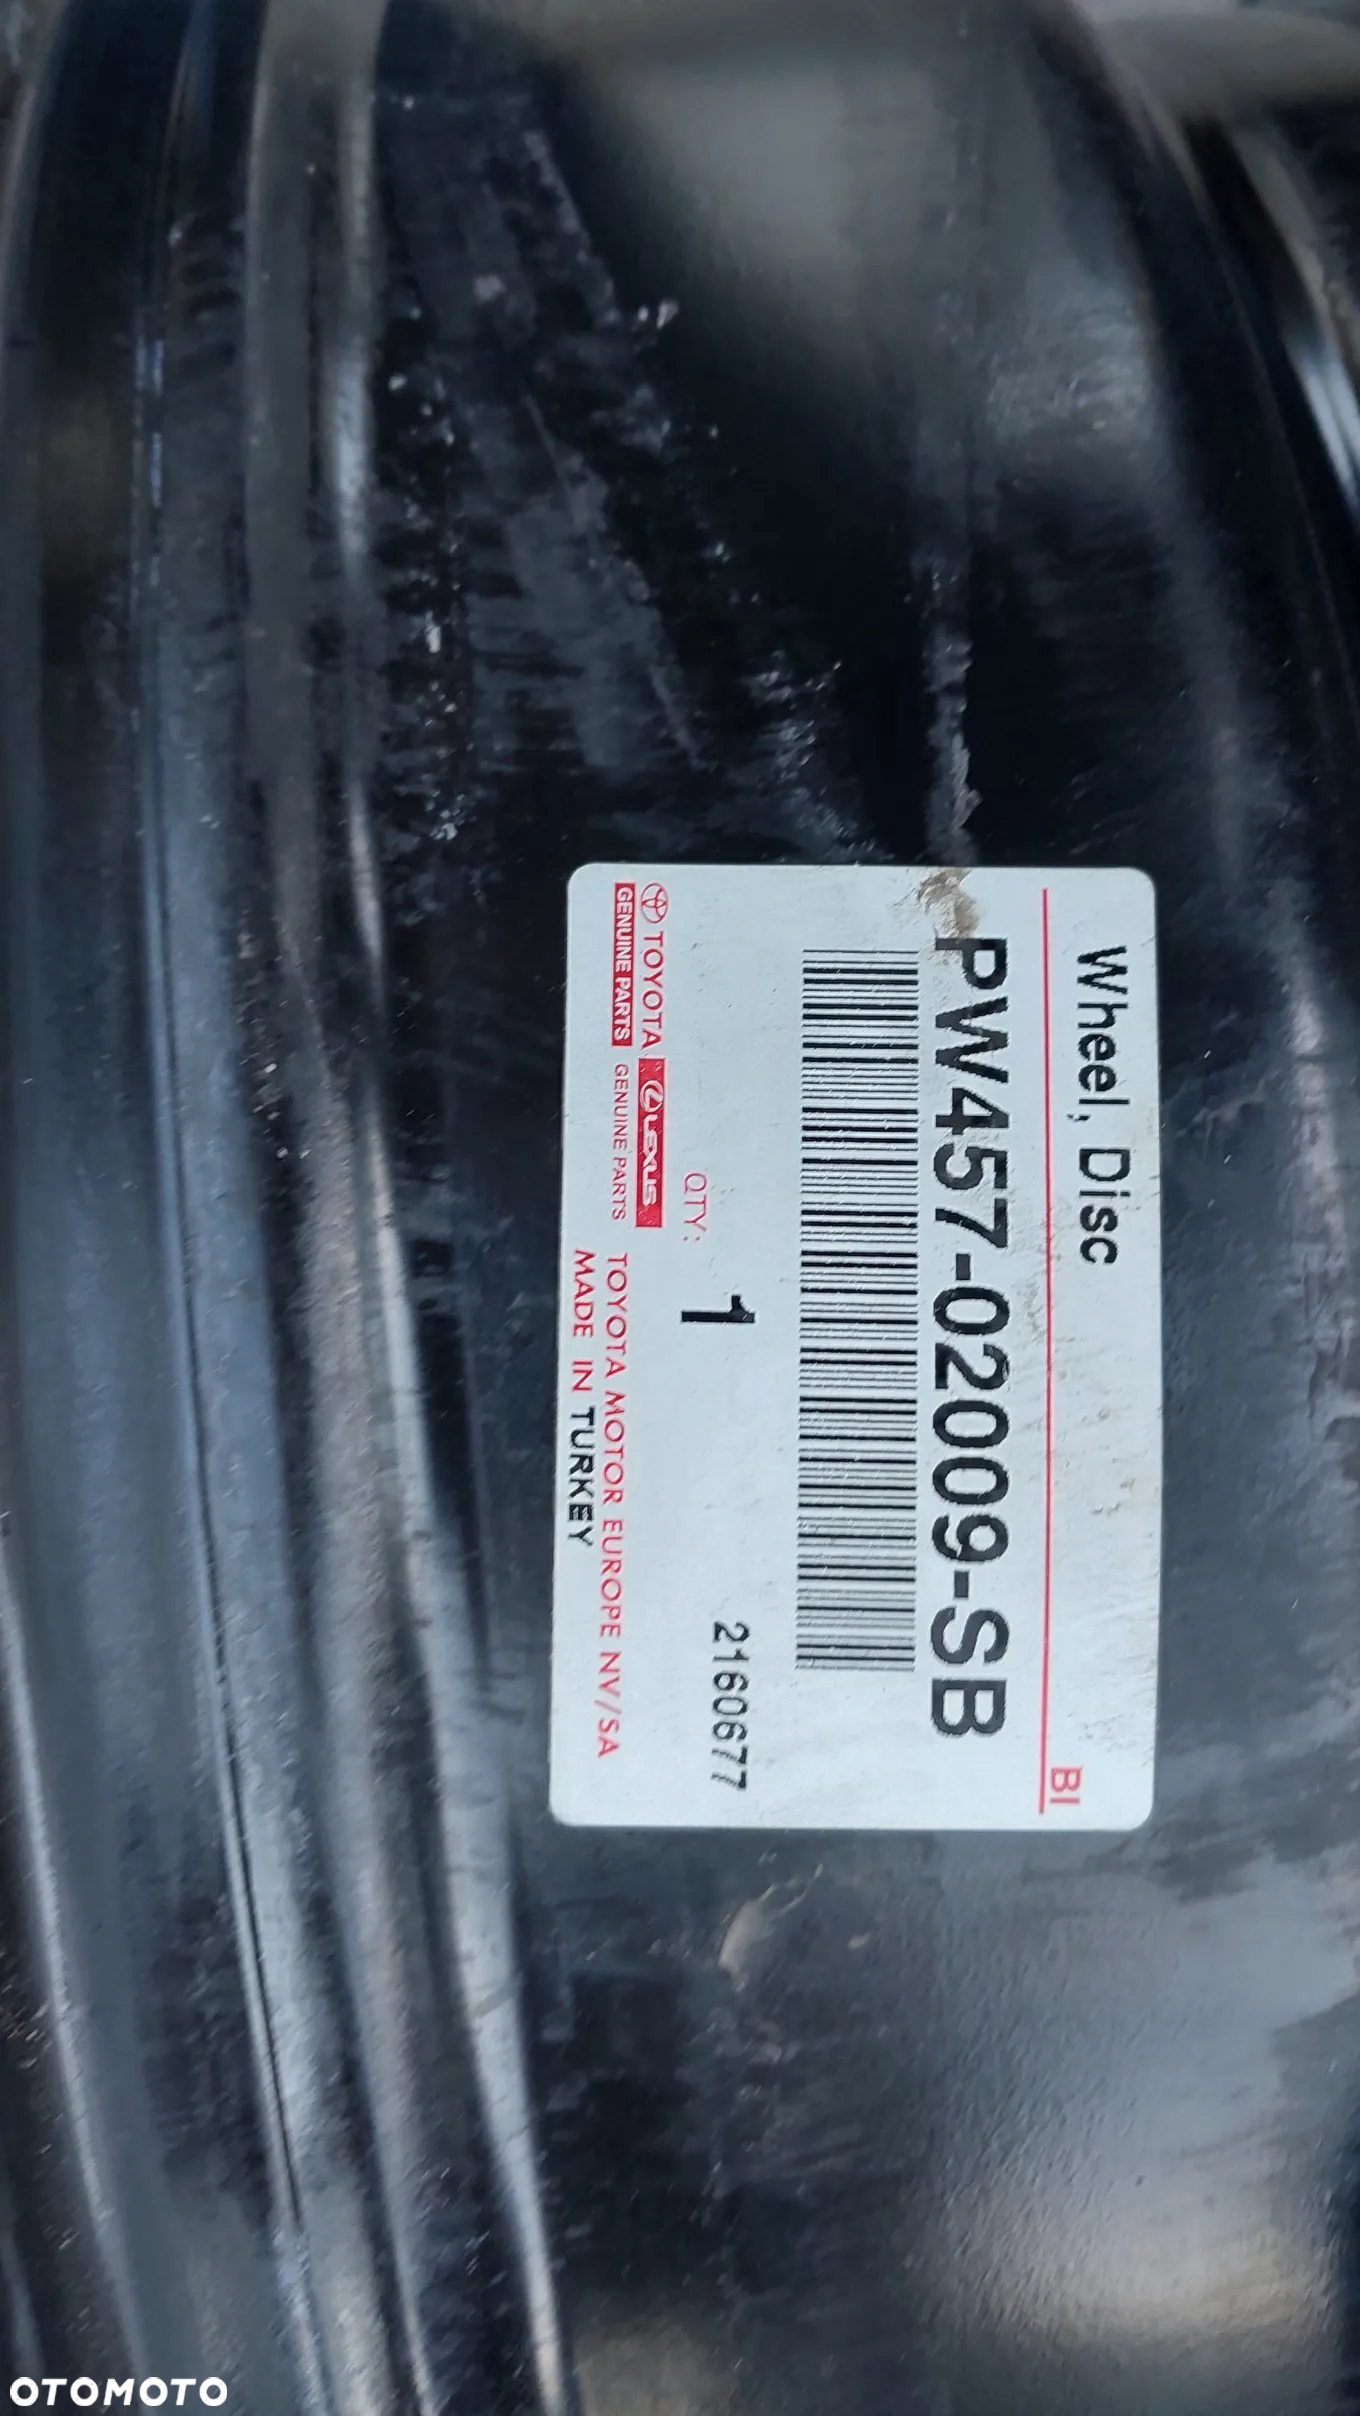 Wheel, Disc
BI
PW457-02009-SB
QTY: 1
2160677
TOYOTA LEXUS
GENUINE PARTS GENUINE PARTS
TOYOTA MOTOR EUROPE NV/SA
MADE IN TURKEY
OTOMOTO